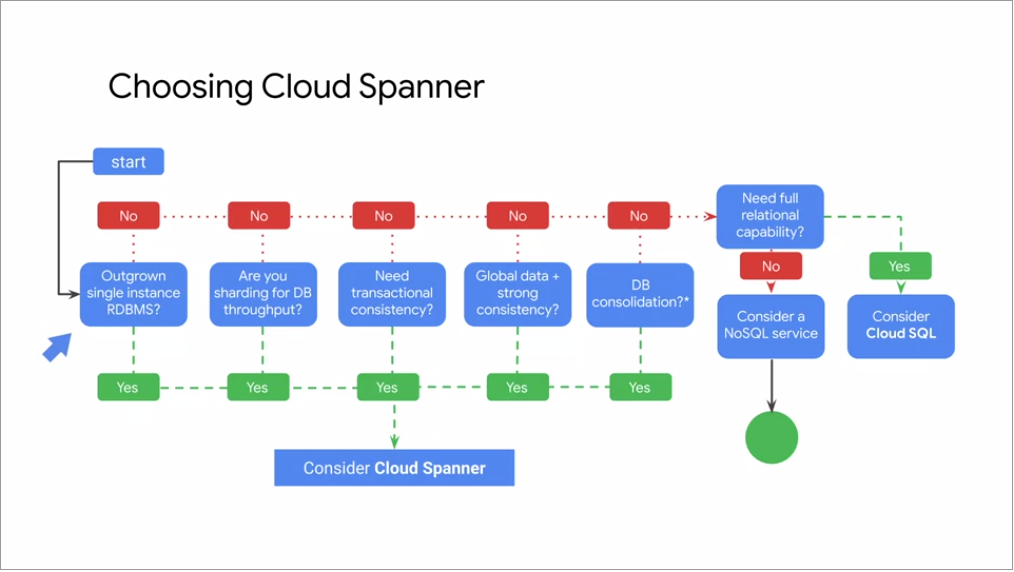 Choosing Cloud Spanner
start
No
No
No
No
No
Need full
relational
capability?
No
Yes
Outgrown
single instance
RDBMS?
Are you
sharding for DB
throughput?
Need
transactional
consistency?
Global data +
strong
consistency?
DB
consolidation?*
Consider a
NoSQL service
Consider
Cloud SQL
Yes
Yes
Yes
Yes
Yes
Consider Cloud Spanner